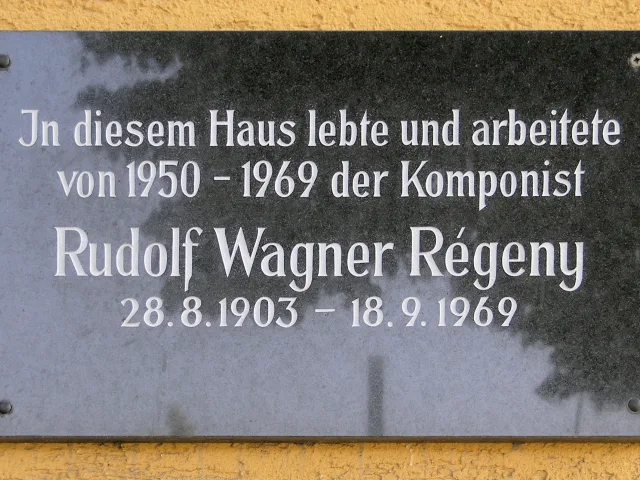 In diesem Haus lebte und arbeitete
von 1950 – 1969 der Komponist
Rudolf Wagner Régeny
28.8.1903 – 18.9.1969